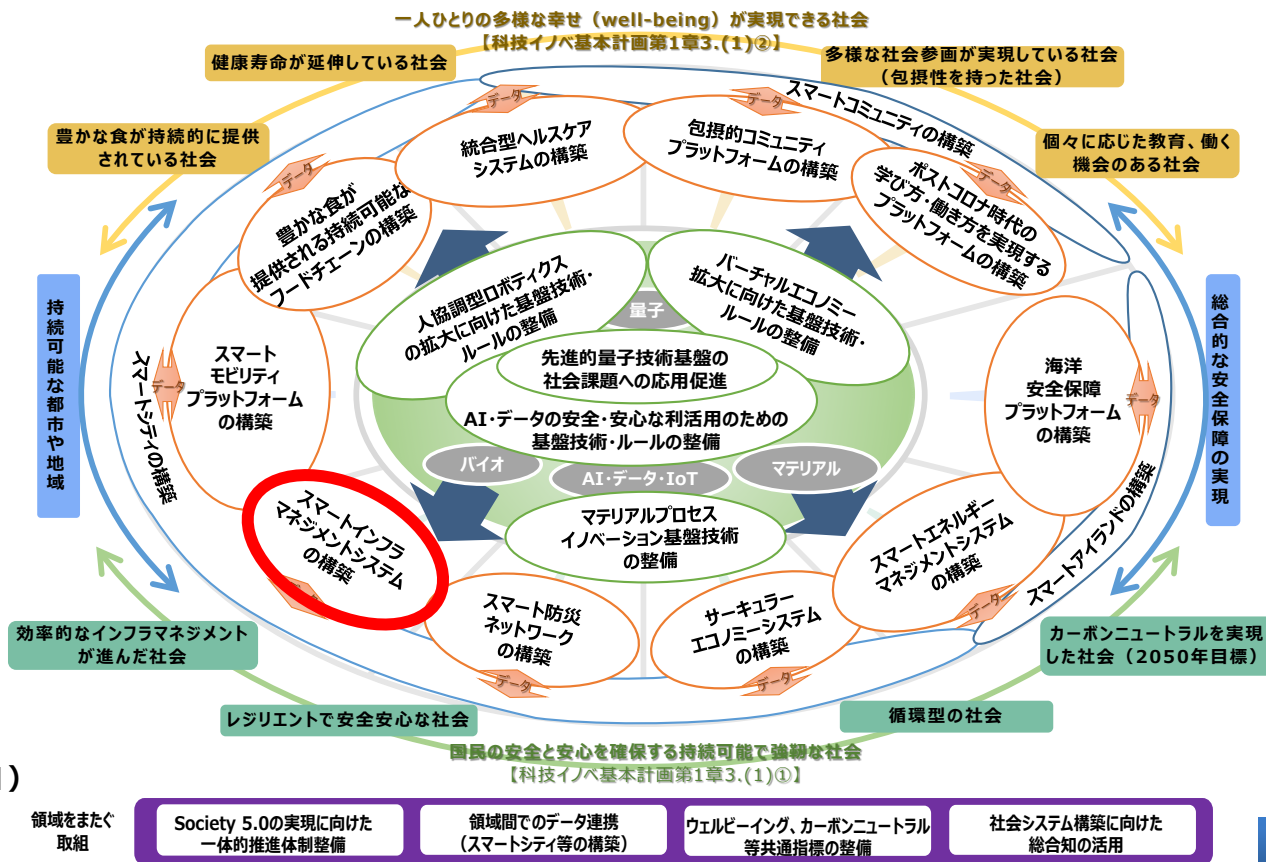 一人ひとりの多様な幸せ（well-being）が実現できる社会
【科技イノベ基本計画第1章3.(1)②】
健康寿命が延伸している社会
多様な社会参画が実現している社会
（包摂性を持った社会）
豊かな食が持続的に提供
されている社会
個々に応じた教育、働く
機会のある社会
スマートコミュニティの構築
データ
統合型ヘルスケア
システムの構築
データ
包摂的コミュニティ
プラットフォームの構築
データ
ポストコロナ時代の
学び方・働き方を実現する
プラットフォームの構築
データ
豊かな食が
提供される持続可能な
フードチェーンの構築
人協調型ロボティクス
の拡大に向けた基盤技術・
ルールの整備
バーチャルエコノミー
拡大に向けた基盤技術・
ルールの整備
量子
持続可能な都市や地域
スマートシティの構築
データ
スマート
モビリティ
プラットフォーム
の構築
先進的量子技術基盤の
社会課題への応用促進
AI・データの安全・安心な利活用のための
基盤技術・ルールの整備
海洋
安全保障
プラットフォーム
の構築
データ
総合的な安全保障の実現
バイオ
AI・データ・IoT
マテリアル
マテリアルプロセス
イノベーション基盤技術
の整備
スマートインフラ
マネジメントシステム
の構築
データ
スマートエネルギー
マネジメントシステム
の構築
データ
スマートアイランドの構築
スマート防災
ネットワーク
の構築
データ
サーキュラー
エコノミーシステム
の構築
データ
効率的なインフラマネジメント
が進んだ社会
カーボンニュートラルを実現
した社会（2050年目標）
レジリエントで安全安心な社会
循環型の社会
国民の安全と安心を確保する持続可能で強靭な社会
【科技イノベ基本計画第1章3.(1)①】
領域をまたぐ
取組
Society 5.0の実現に向けた
一体的推進体制整備
領域間でのデータ連携
（スマートシティ等の構築）
ウェルビーイング、カーボンニュートラル
等共通指標の整備
社会システム構築に向けた
総合知の活用